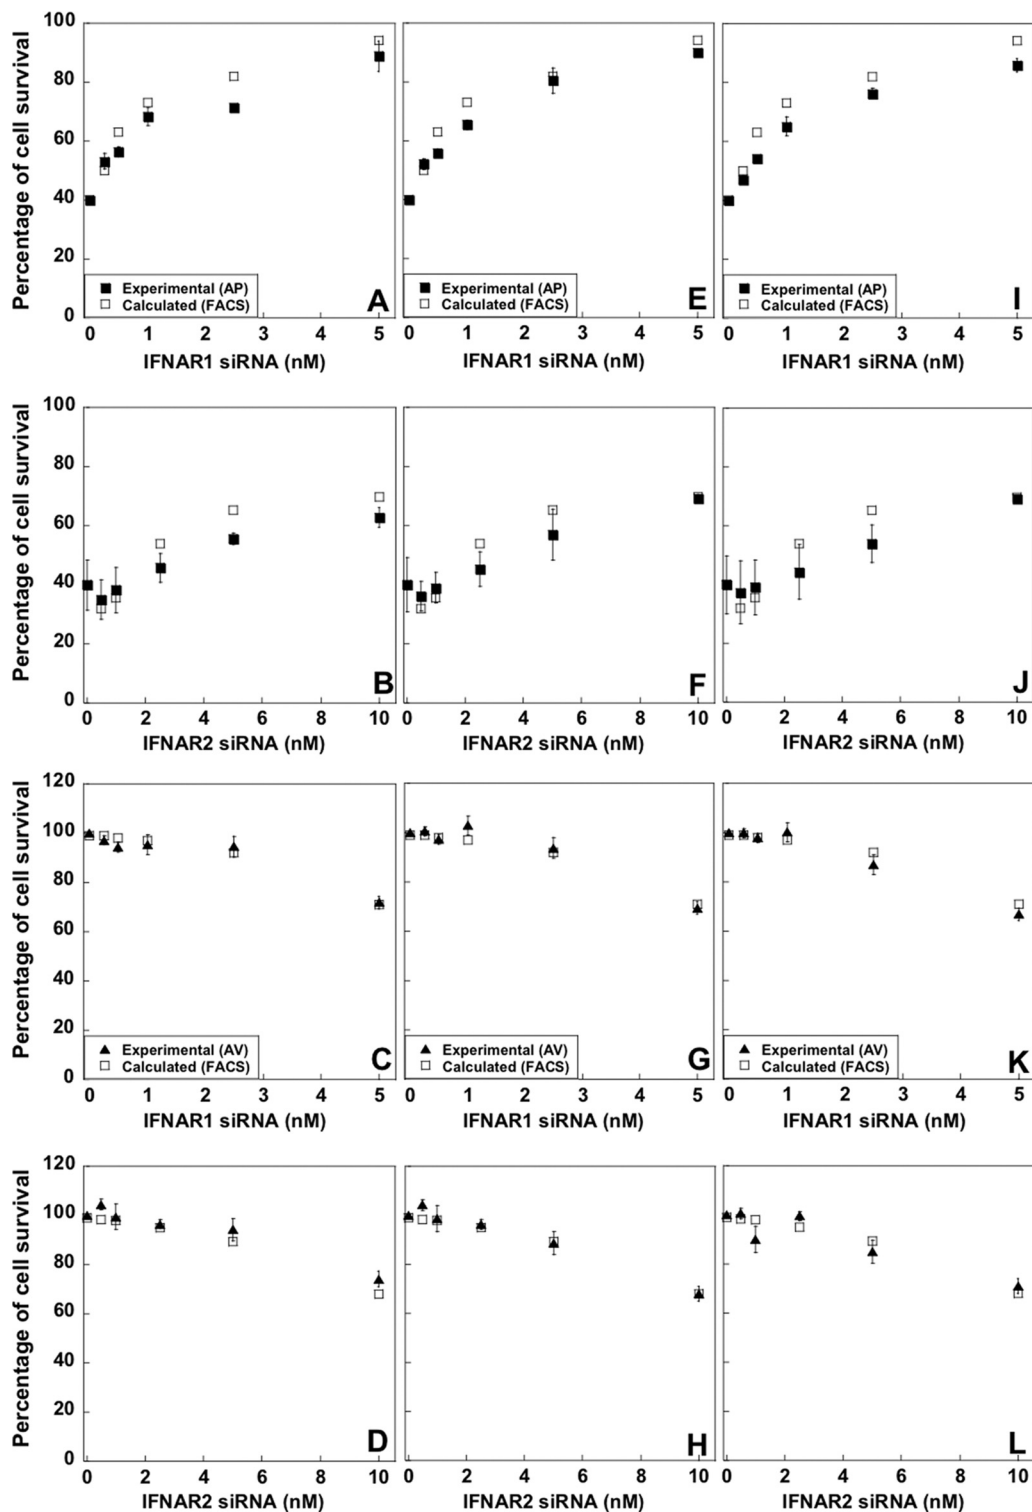 Percentage of cell survival
100
80
60
40
20
0
Experimental (AP)
Calculated (FACS)
A
0 1 3 4 5
IFNAR1 siRNA (nM)
Experimental (AP)
Calculated (FACS)
E
0 1 3 4 5
IFNAR1 siRNA (nM)
Experimental (AP)
Calculated (FACS)
I
0 1 3 4 5
IFNAR1 siRNA (nM)
Percentage of cell survival
100
80
60
40
20
0
B
0 2 4 6 8 10
IFNAR2 siRNA (nM)
F
0 2 4 6 8 10
IFNAR2 siRNA (nM)
J
0 2 4 6 8 10
IFNAR2 siRNA (nM)
Percentage of cell survival
120
100
80
60
40
20
0
Experimental (AV)
Calculated (FACS)
C
0 1 3 4 5
IFNAR1 siRNA (nM)
Experimental (AV)
Calculated (FACS)
G
0 1 3 4 5
IFNAR1 siRNA (nM)
Experimental (AV)
Calculated (FACS)
K
0 1 3 4 5
IFNAR1 siRNA (nM)
Percentage of cell survival
120
100
80
60
40
20
0
D
0 2 4 6 8 10
IFNAR2 siRNA (nM)
H
0 2 4 6 8 10
IFNAR2 siRNA (nM)
L
0 2 4 6 8 10
IFNAR2 siRNA (nM)